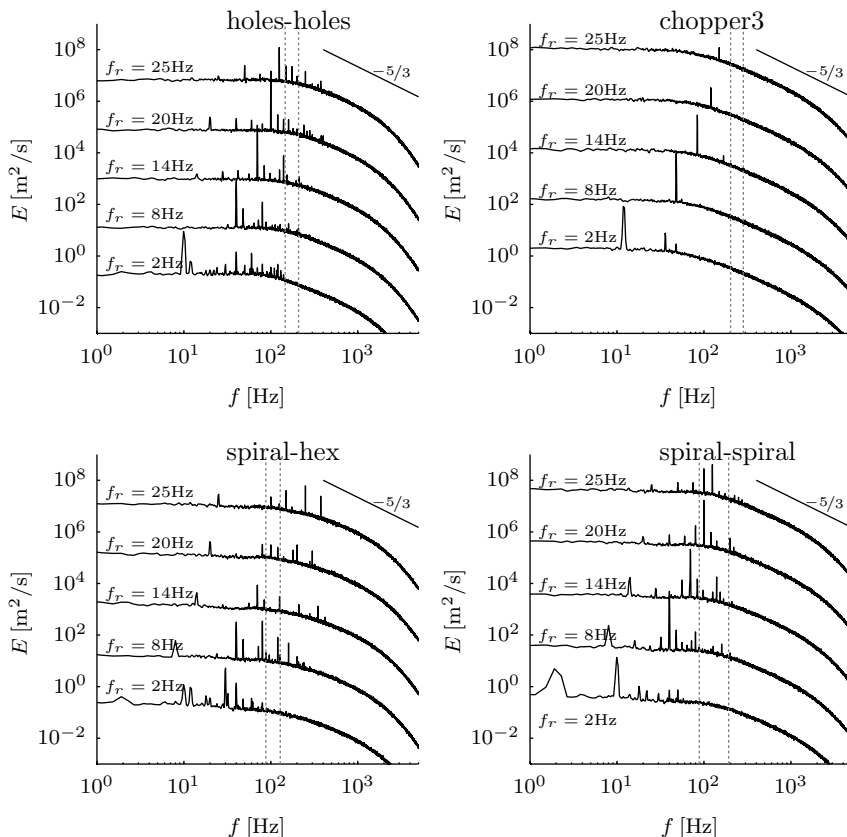 holes-holes
10^8
10^6
10^4
10^2
10^0
10^{-2}
E [m^2/s]
f_r = 25Hz
f_r = 20Hz
f_r = 14Hz
f_r = 8Hz
f_r = 2Hz
−5/3
10^0 10^1 10^2 10^3
f [Hz]
chopper3
10^8
10^6
10^4
10^2
10^0
10^{-2}
E [m^2/s]
f_r = 25Hz
f_r = 20Hz
f_r = 14Hz
f_r = 8Hz
f_r = 2Hz
−5/3
10^0 10^1 10^2 10^3
f [Hz]
spiral-hex
10^8
10^6
10^4
10^2
10^0
10^{-2}
E [m^2/s]
f_r = 25Hz
f_r = 20Hz
f_r = 14Hz
f_r = 8Hz
f_r = 2Hz
−5/3
10^0 10^1 10^2 10^3
f [Hz]
spiral-spiral
10^8
10^6
10^4
10^2
10^0
10^{-2}
E [m^2/s]
f_r = 25Hz
f_r = 20Hz
f_r = 14Hz
f_r = 8Hz
f_r = 2Hz
−5/3
10^0 10^1 10^2 10^3
f [Hz]